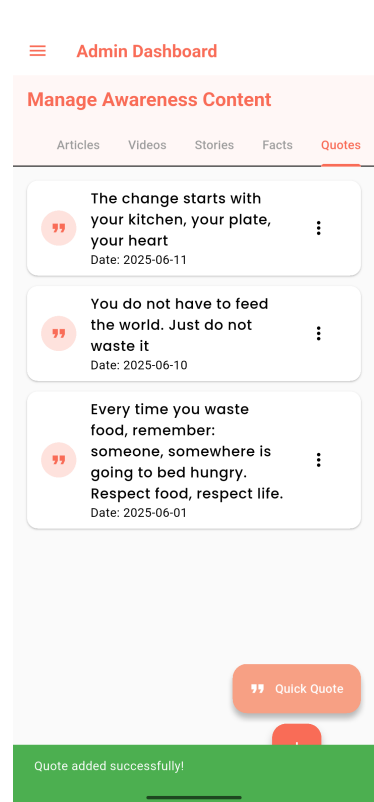 Admin Dashboard
Manage Awareness Content
Articles Videos Stories Facts Quotes
The change starts with
your kitchen, your plate,
your heart
Date: 2025-06-11
You do not have to feed
the world. Just do not
waste it
Date: 2025-06-10
Every time you waste
food, remember:
someone, somewhere is
going to bed hungry.
Respect food, respect life.
Date: 2025-06-01
Quick Quote
Quote added successfully!